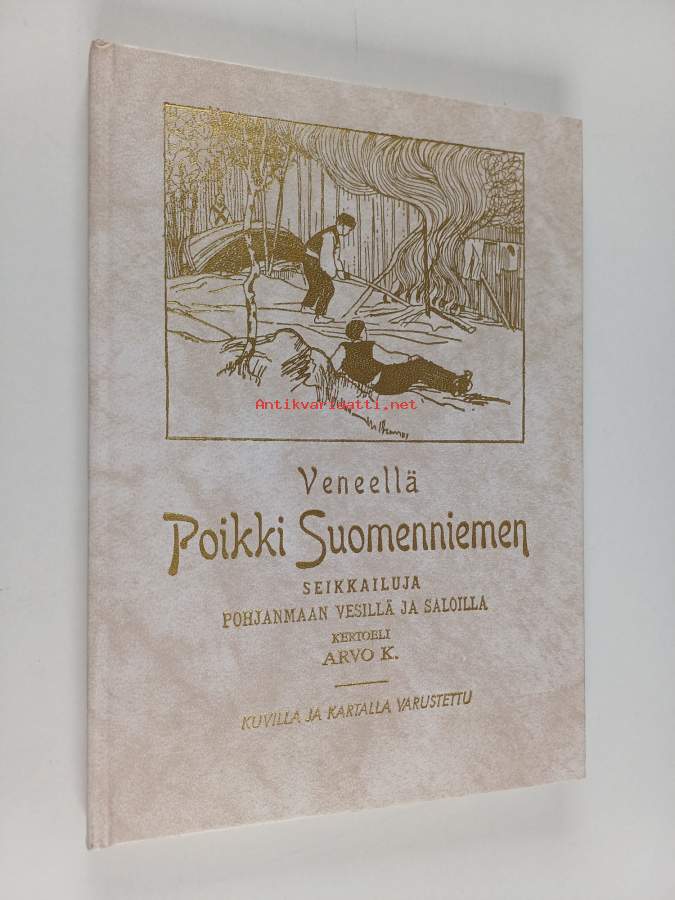 Antikvariaatti.net
Veneellä
Poikki Suomenniemen
SEIKKAILUJA
POHJANMAAN VESILLÄ JA SALOILLA
KERTOELI
ARVO K.
KUVILLA JA KARTALLA VARUSTETTU